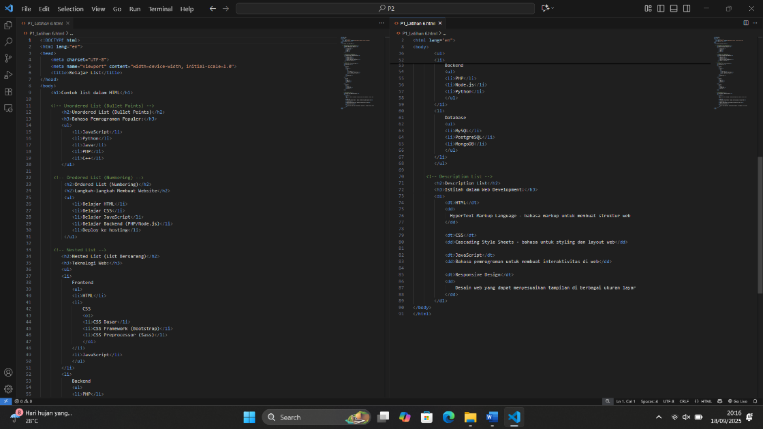 File Edit Selection View Go Run Terminal Help
P2
P1_Latihan 6.html
P1_Latihan 6.html
P1_Latihan 6.html > ...
P1_Latihan 6.html > ...
<!DOCTYPE html>
<html lang="en">
<head>
<meta charset="UTF-8">
<meta name="viewport" content="width=device-width, initial-scale=1.0">
<title>Belajar List</title>
</head>
<body>
<h1>Contoh list dalam HTML</h1>
<!-- Unordered List (Bullet Points) -->
<h2>Unordered List (Bullet Points)</h2>
<h3>Bahasa Pemrograman Populer:</h3>
<ul>
<li>JavaScript</li>
<li>Python</li>
<li>Java</li>
<li>PHP</li>
<li>C++</li>
</ul>
<!-- Ordered List (Numbering) -->
<h2>Ordered List (Numbering)</h2>
<h3>Langkah-langkah Membuat Website:</h3>
<ol>
<li>Belajar HTML</li>
<li>Belajar CSS</li>
<li>Belajar JavaScript</li>
<li>Belajar Backend (PHP/Node.js)</li>
<li>Deploy ke hosting</li>
</ol>
<!-- Nested List -->
<h2>Nested List (List Bersarang)</h2>
<h3>Teknologi Web:</h3>
<ul>
<li>
Frontend
<ul>
<li>HTML</li>
<li>
CSS
<ul>
<li>CSS Dasar</li>
<li>CSS Framework (Bootstrap)</li>
<li>CSS Preprocessor (Sass)</li>
</ul>
</li>
<li>JavaScript</li>
</ul>
</li>
<li>
Backend
<ul>
<li>PHP</li>
<html lang="en">
<body>
<ul>
<li>
Backend
<ul>
<li>PHP</li>
<li>Node.js</li>
<li>Python</li>
</ul>
</li>
<li>
Database
<ul>
<li>MySQL</li>
<li>PostgreSQL</li>
<li>MongoDB</li>
</ul>
</li>
</ul>
<!-- Description List -->
<h2>Description List</h2>
<h3>Istilah dalam Web Development:</h3>
<dl>
<dt>HTML</dt>
<dd>
HyperText Markup Language - bahasa markup untuk membuat struktur web
</dd>
<dt>CSS</dt>
<dd>Cascading Style Sheets - bahasa untuk styling dan layout web</dd>
<dt>JavaScript</dt>
<dd>Bahasa pemrograman untuk membuat interaktivitas di web</dd>
<dt>Responsive Design</dt>
<dd>
Desain web yang dapat menyesuaikan tampilan di berbagai ukuran layar
</dd>
</dl>
</body>
</html>
0 0
Ln 1, Col 1 Spaces: 4 UTF-8 CRLF HTML Go Live
Hari hujan yang...
28°C
Search
20:16
18/09/2025